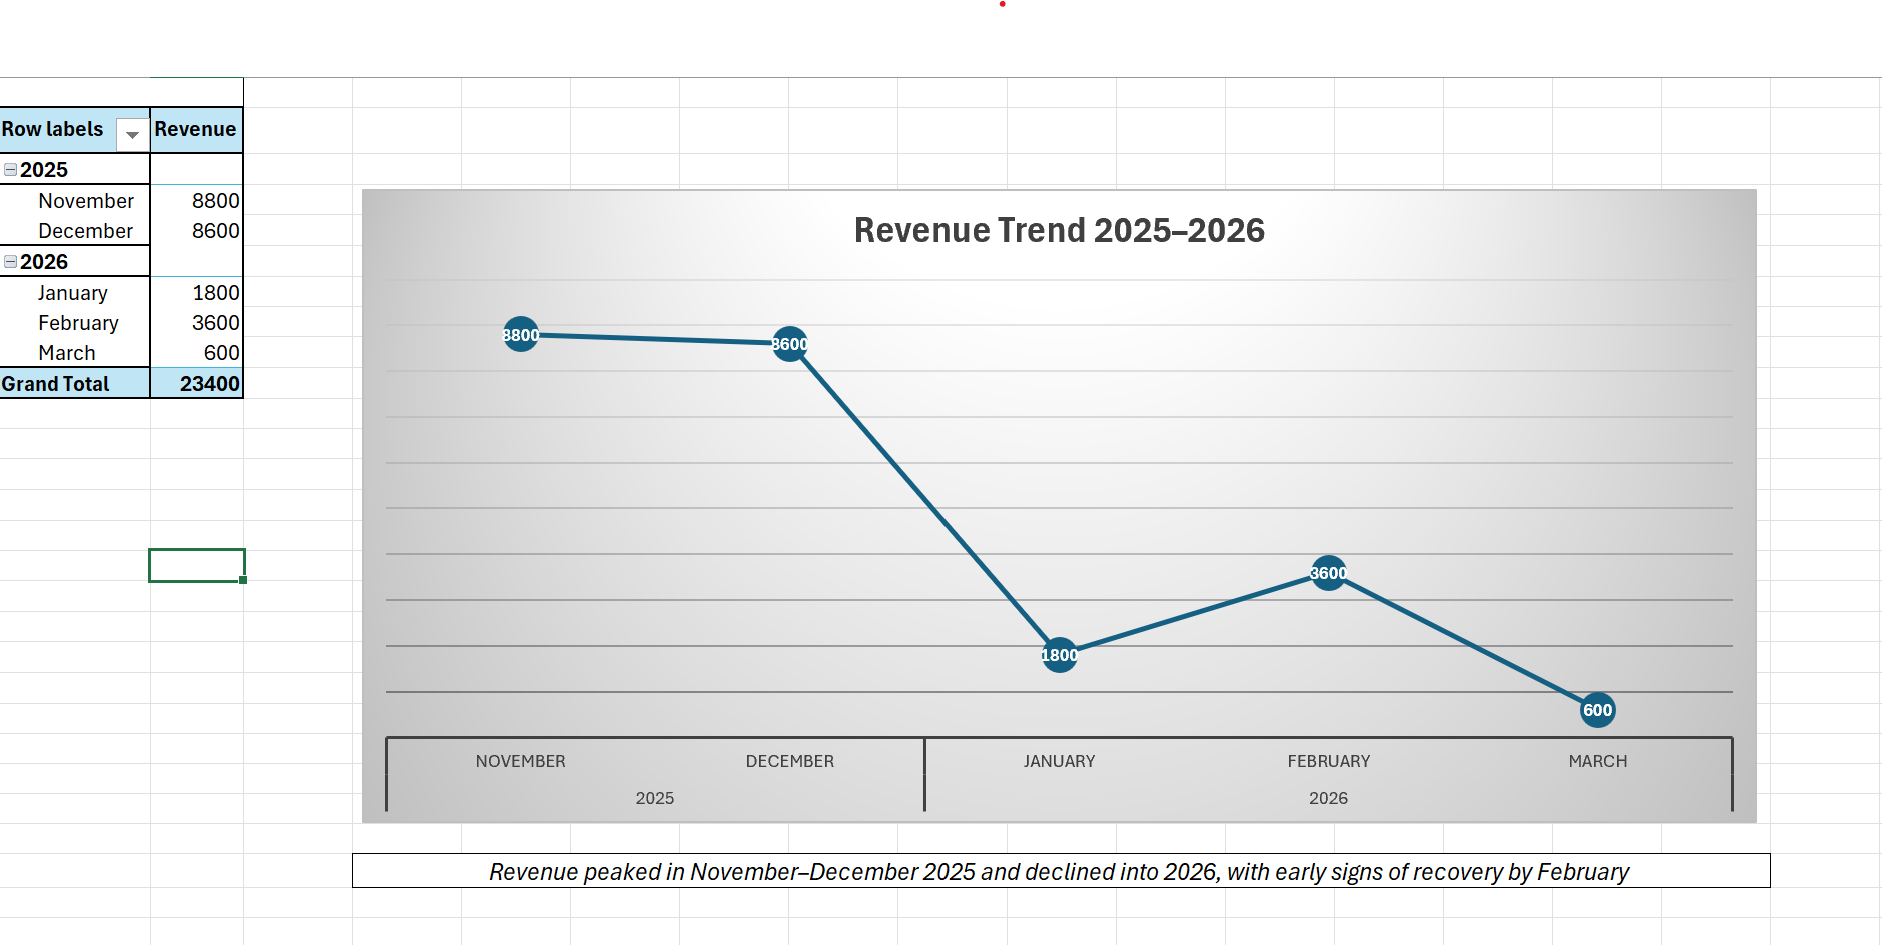 Row labels Revenue
2025
November 8800
December 8600
2026
January 1800
February 3600
March 600
Grand Total 23400
Revenue Trend 2025–2026
8800
8600
1800
3600
600
NOVEMBER DECEMBER JANUARY FEBRUARY MARCH
2025 2026
Revenue peaked in November–December 2025 and declined into 2026, with early signs of recovery by February